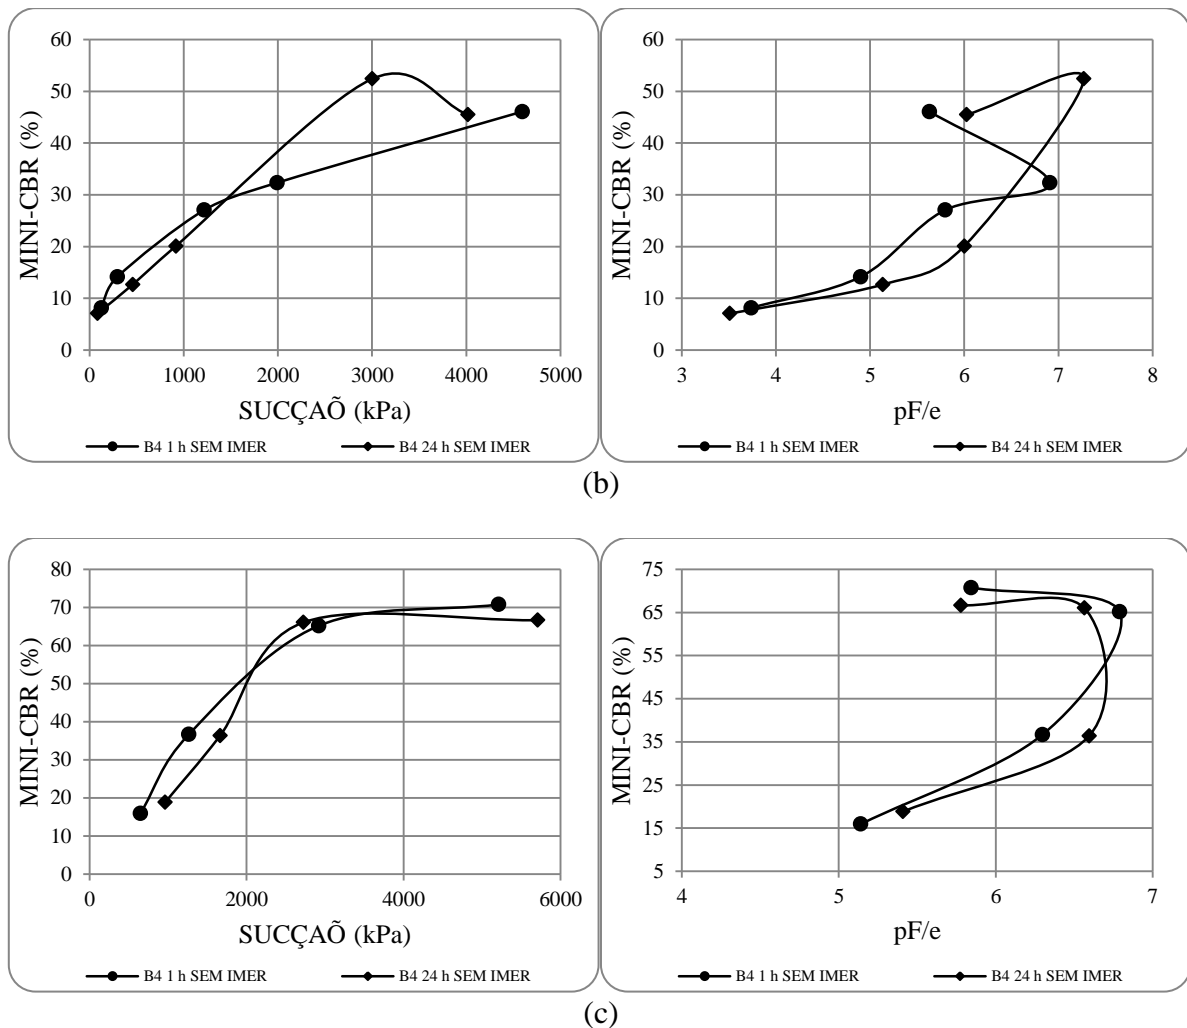 60
50
40
30
20
10
0
MINI-CBR (%)
0 1000 2000 3000 4000 5000
SUCÇAÕ (kPa)
B4 1 h SEM IMER B4 24 h SEM IMER
60
50
40
30
20
10
0
MINI-CBR (%)
3 4 5 6 7 8
pF/e
B4 1 h SEM IMER B4 24 h SEM IMER
(b)
80
70
60
50
40
30
20
10
0
MINI-CBR (%)
0 2000 4000 6000
SUCÇAÕ (kPa)
B4 1 h SEM IMER B4 24 h SEM IMER
75
65
55
45
35
25
15
5
MINI-CBR (%)
4 5 6 7
pF/e
B4 1 h SEM IMER B4 24 h SEM IMER
(c)